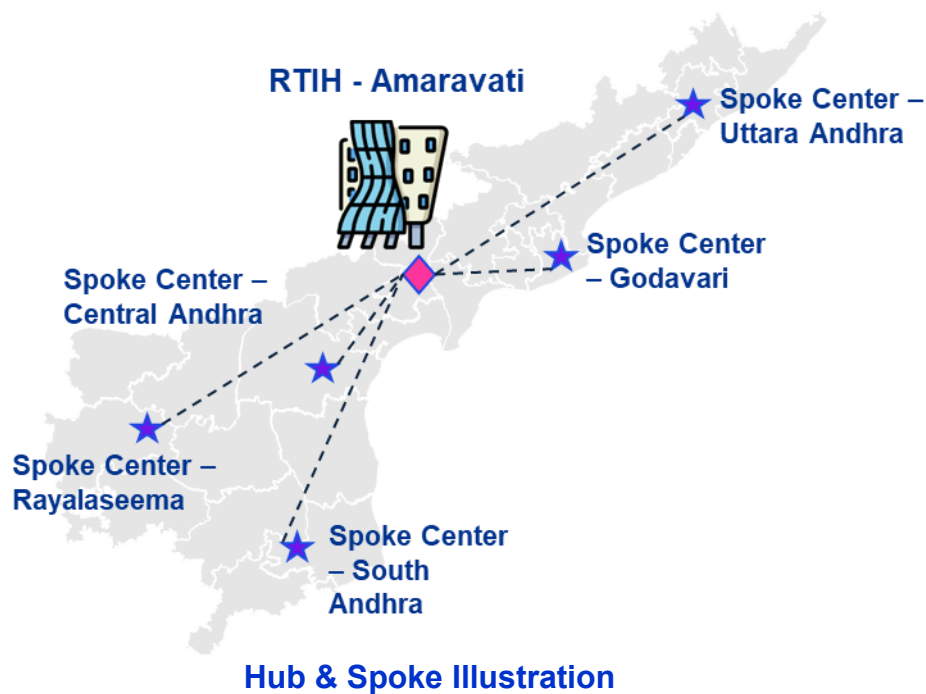 RTIH - Amaravati
Spoke Center –
Uttara Andhra
Spoke Center
– Godavari
Spoke Center –
Central Andhra
Spoke Center –
Rayalaseema
Spoke Center
– South
Andhra
Hub & Spoke Illustration